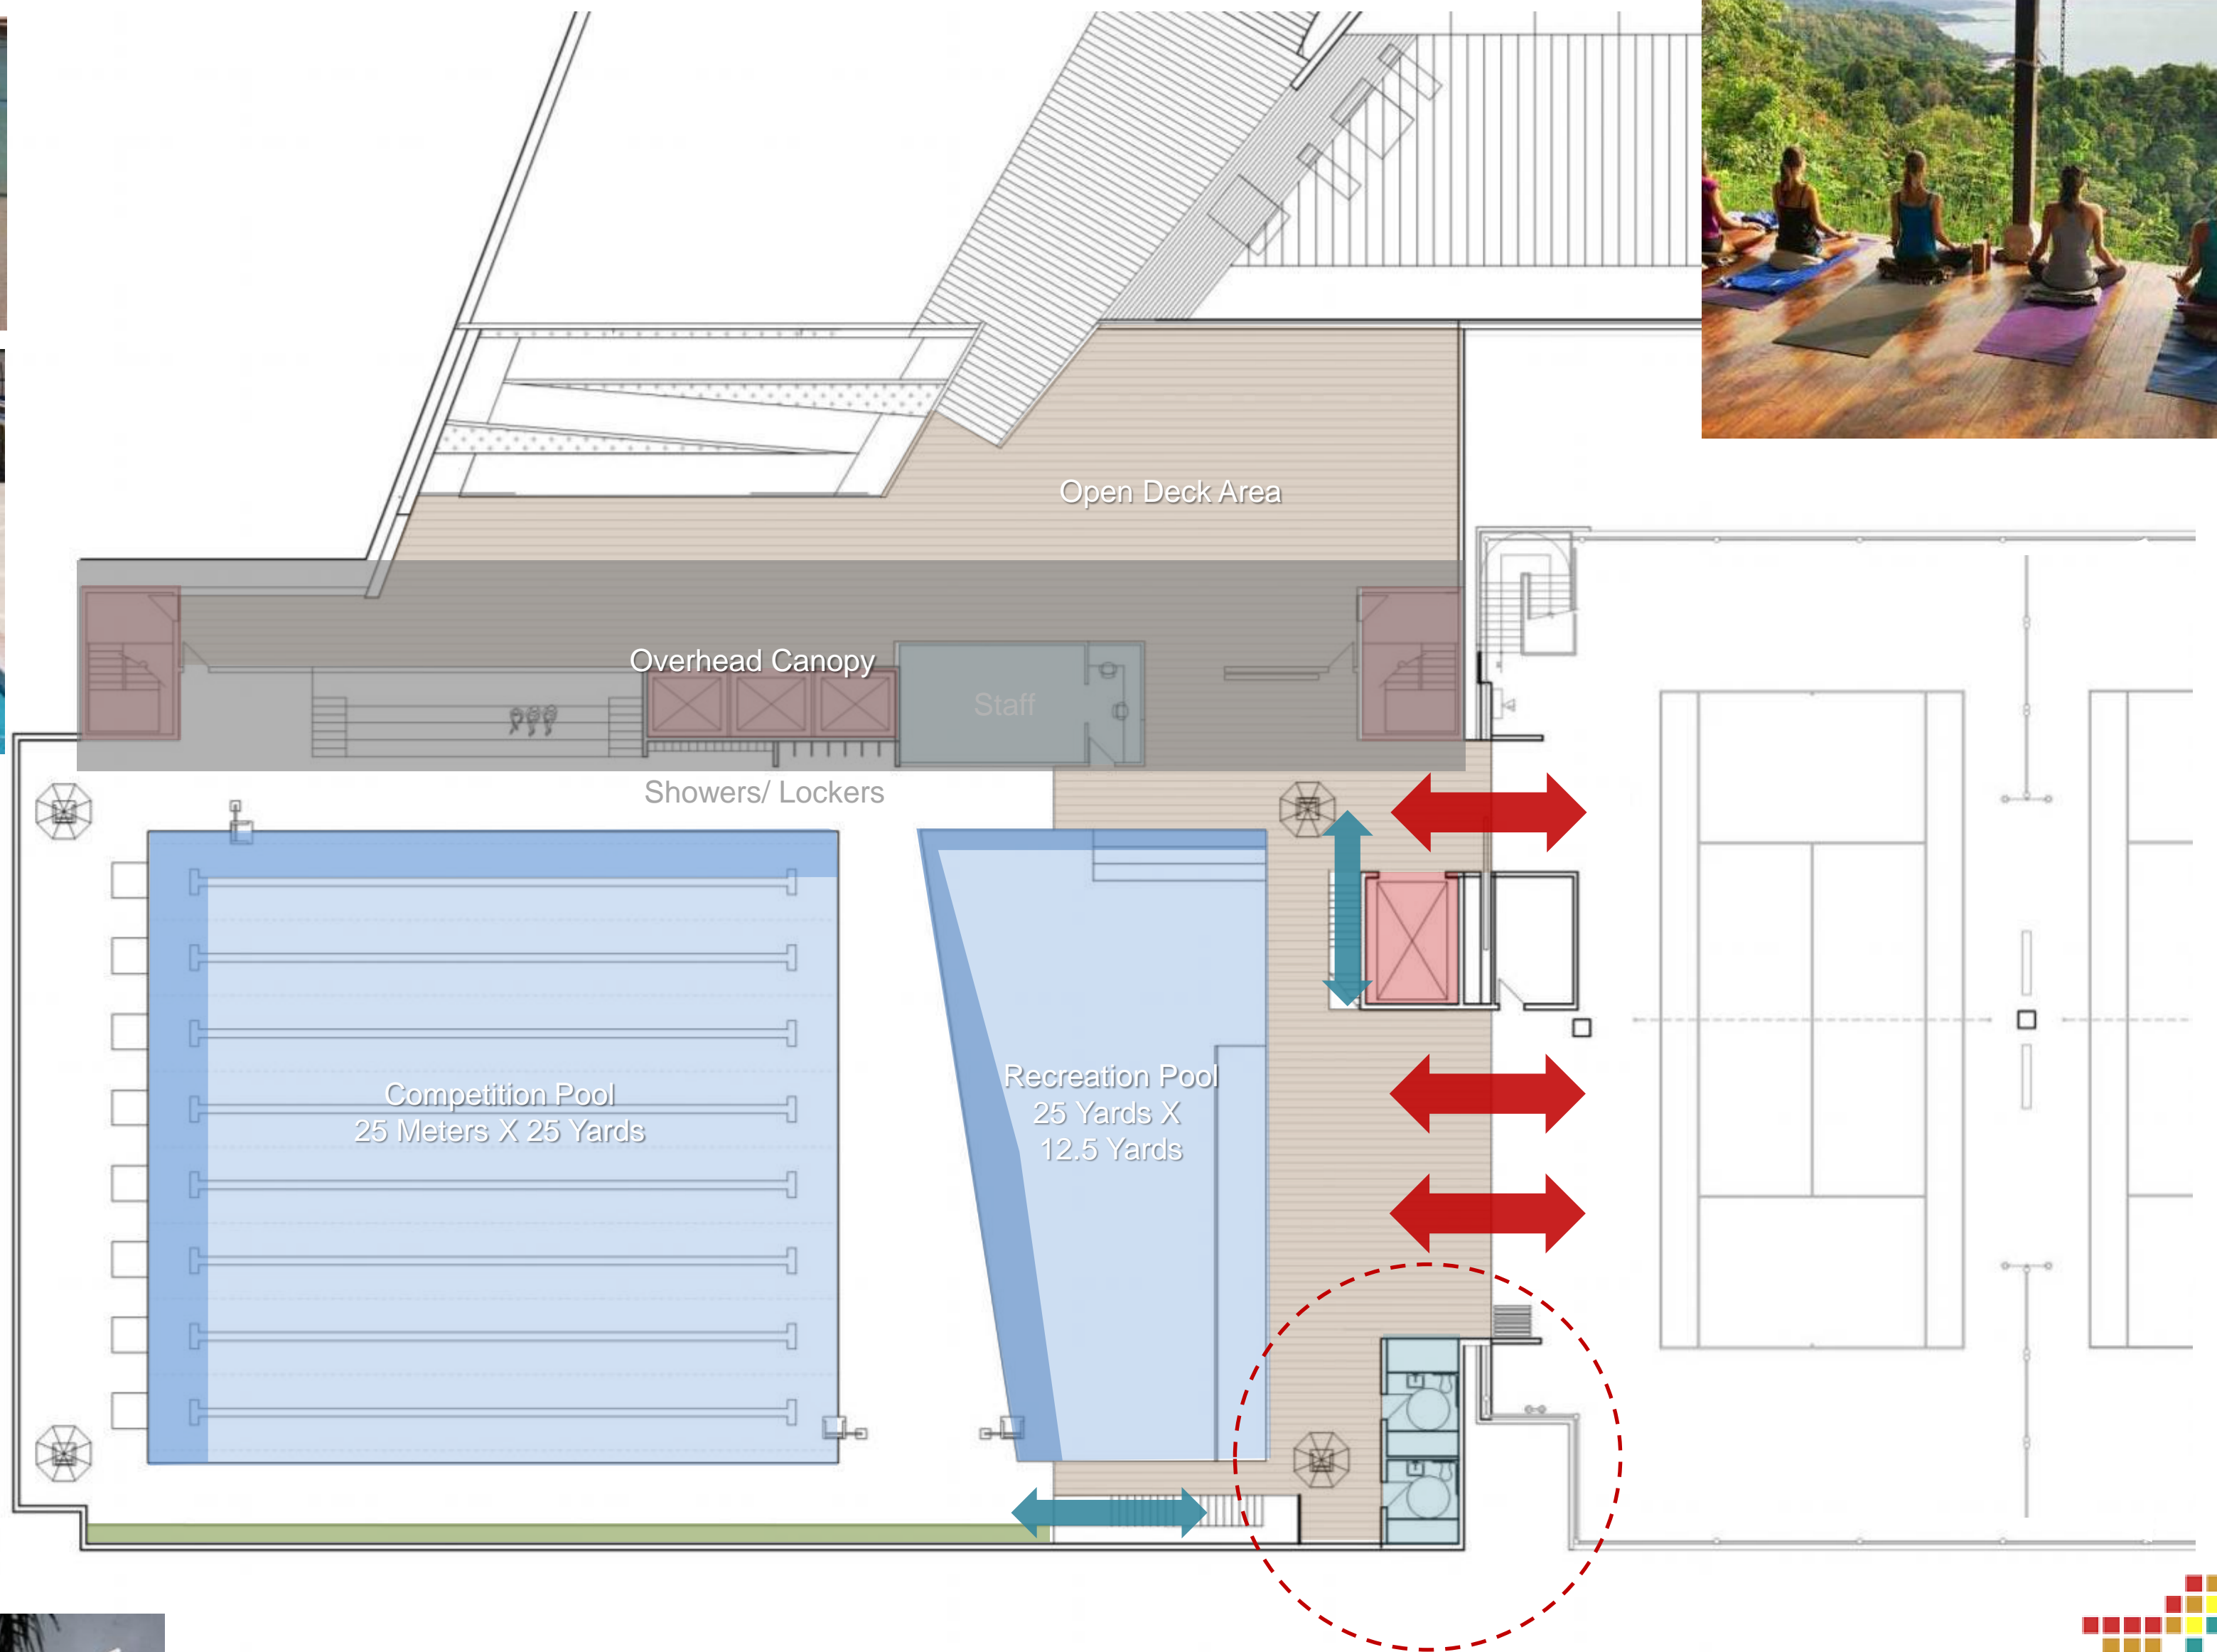 Open Deck Area
Overhead Canopy
Staff
Showers/ Lockers
Competition Pool
25 Meters X 25 Yards
Recreation Pool
25 Yards X
12.5 Yards